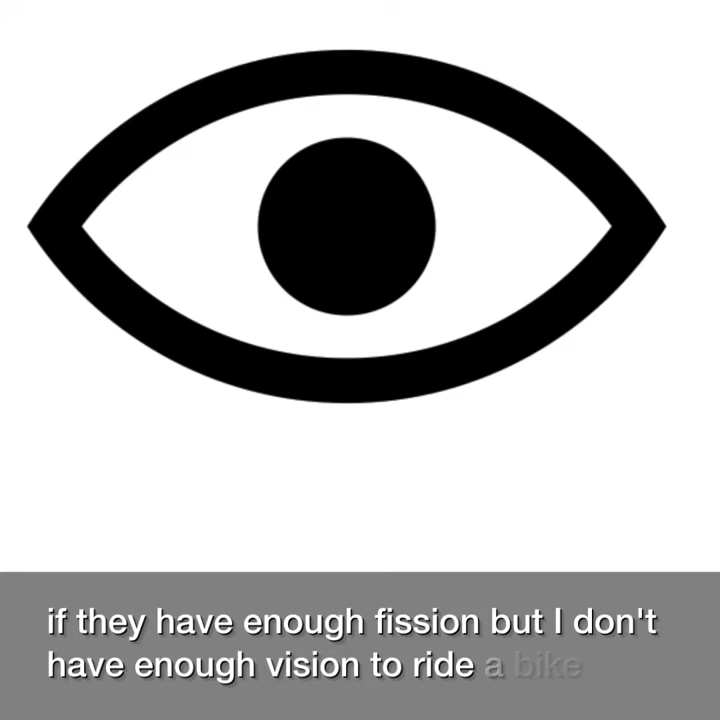 if they have enough fission but I don't
have enough vision to ride a bike